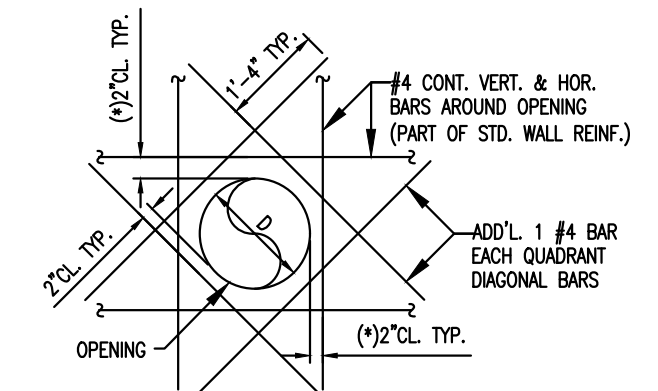 (*)2"CL. TYP.
1'-4" TYP.
#4 CONT. VERT. & HOR.
BARS AROUND OPENING
(PART OF STD. WALL REINF.)
D
2"CL. TYP.
ADD'L. 1 #4 BAR
EACH QUADRANT
DIAGONAL BARS
OPENING
(*)2"CL. TYP.